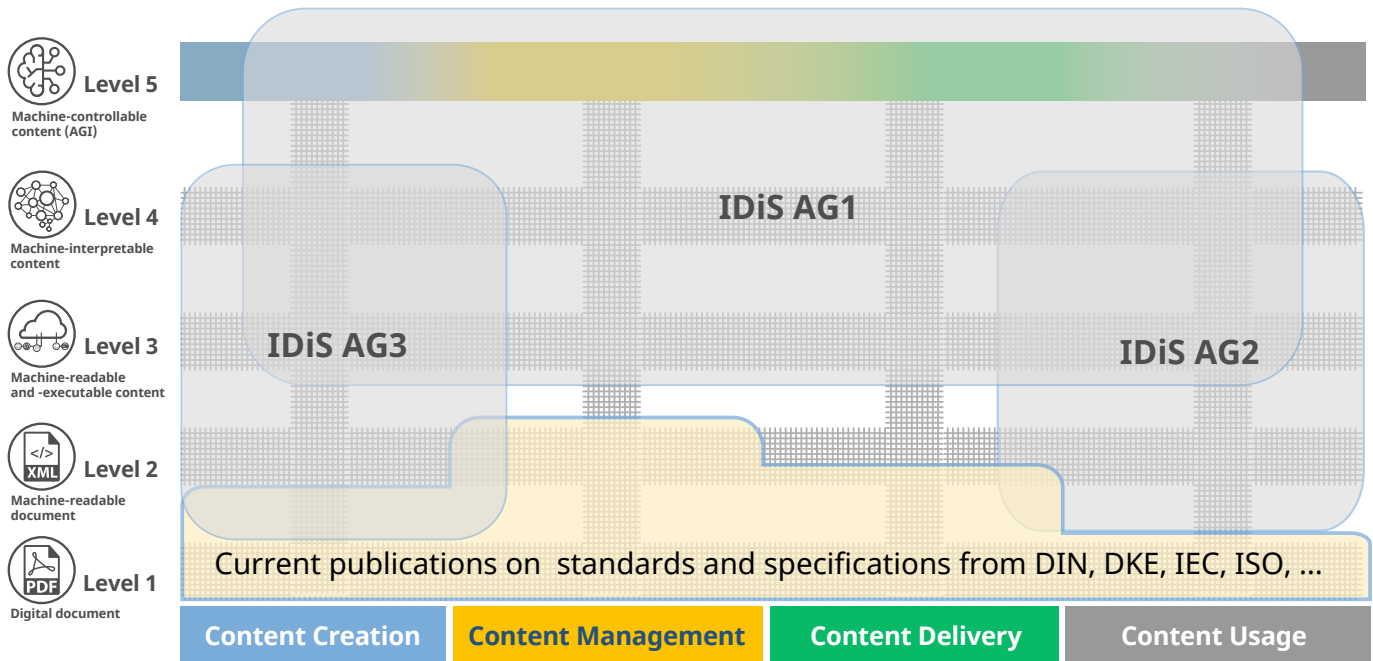 Level 5
Machine-controllable
content (AGI)
Level 4
Machine-interpretable
content
Level 3
Machine-readable
and -executable content
</>
XML
Level 2
Machine-readable
document
PDF
Level 1
Digital document
IDiS AG1
IDiS AG3
IDiS AG2
Current publications on  standards and specifications from DIN, DKE, IEC, ISO, ...
Content Creation
Content Management
Content Delivery
Content Usage